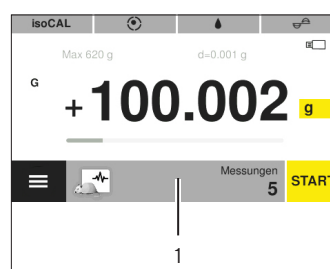 isoCAL
Max 620 g d=0.001 g
G
+100.002 g
Messungen
5
START
1